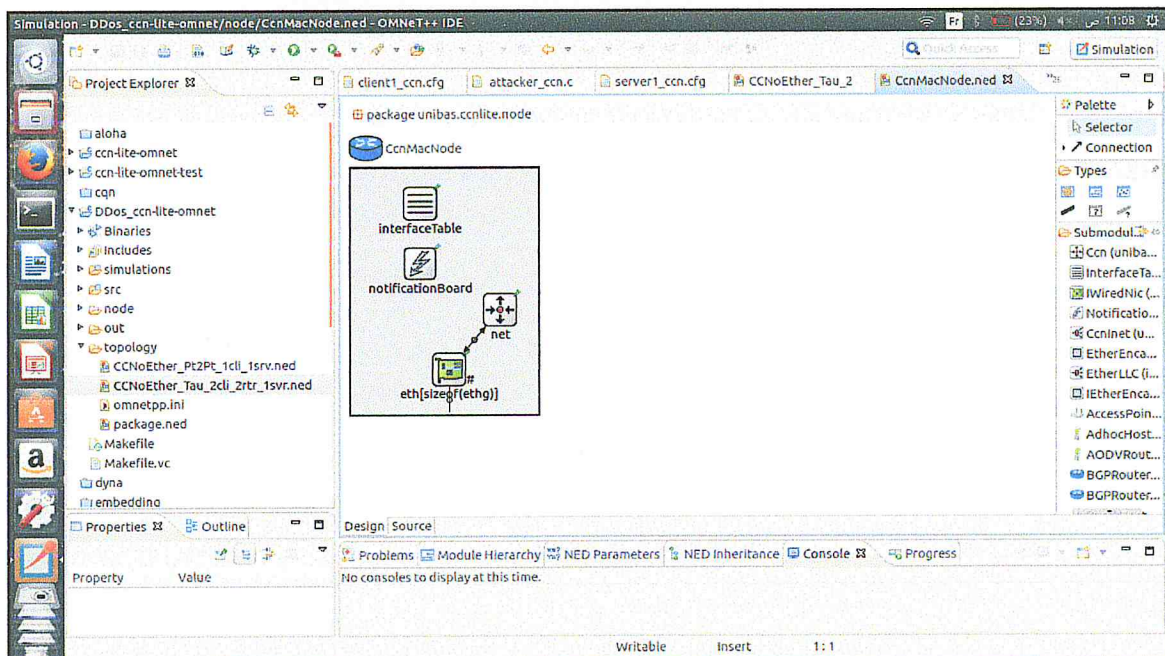 Simulation - DDos_ccn-lite-omnet/node/CcnMacNode.ned - OMNeT++ IDE
Fr (23%) 11:08 ص
Quick Access
Simulation
Project Explorer
client1_ccn.cfg
attacker_ccn.c
server1_ccn.cfg
CCNoEther_Tau_2
CcnMacNode.ned
aloha
ccn-lite-omnet
ccn-lite-omnet-test
cqn
DDos_ccn-lite-omnet
Binaries
Includes
simulations
src
node
out
topology
CCNoEther_Pt2Pt_1cli_1srv.ned
CCNoEther_Tau_2cli_2rtr_1svr.ned
omnetpp.ini
package.ned
Makefile
Makefile.vc
dyna
embedding
package unibas.ccnlite.node
CcnMacNode
interfaceTable
notificationBoard
net
eth[sizeof(ethg)]
Palette
Selector
Connection
Types
Submodul...
Ccn (uniba...
InterfaceTa...
IWiredNic (...
Notificatio...
CcnInet (u...
EtherEnca...
EtherLLC (i...
IEtherEnca...
AccessPoin...
AdhocHost...
AODVRout...
BGPRouter...
BGPRouter...
Design Source
Properties Outline
Property Value
Problems Module Hierarchy NED Parameters NED Inheritance Console Progress
No consoles to display at this time.
Writable Insert 1:1